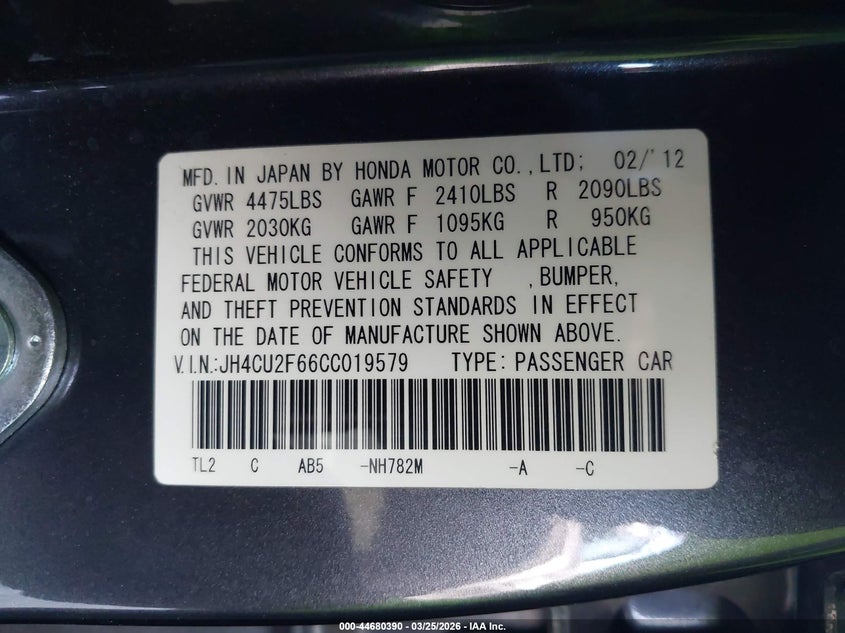 MFD. IN JAPAN BY HONDA MOTOR CO., LTD; 02/'12
GVWR 4475LBS GAWR F 2410LBS R 2090LBS
GVWR 2030KG GAWR F 1095KG R 950KG
THIS VEHICLE CONFORMS TO ALL APPLICABLE
FEDERAL MOTOR VEHICLE SAFETY , BUMPER,
AND THEFT PREVENTION STANDARDS IN EFFECT
ON THE DATE OF MANUFACTURE SHOWN ABOVE.
V.I.N.:JH4CU2F66CC019579 TYPE: PASSENGER CAR
TL2 C AB5 -NH782M -A -C
000-44680390 - 03/25/2026 - IAA Inc.